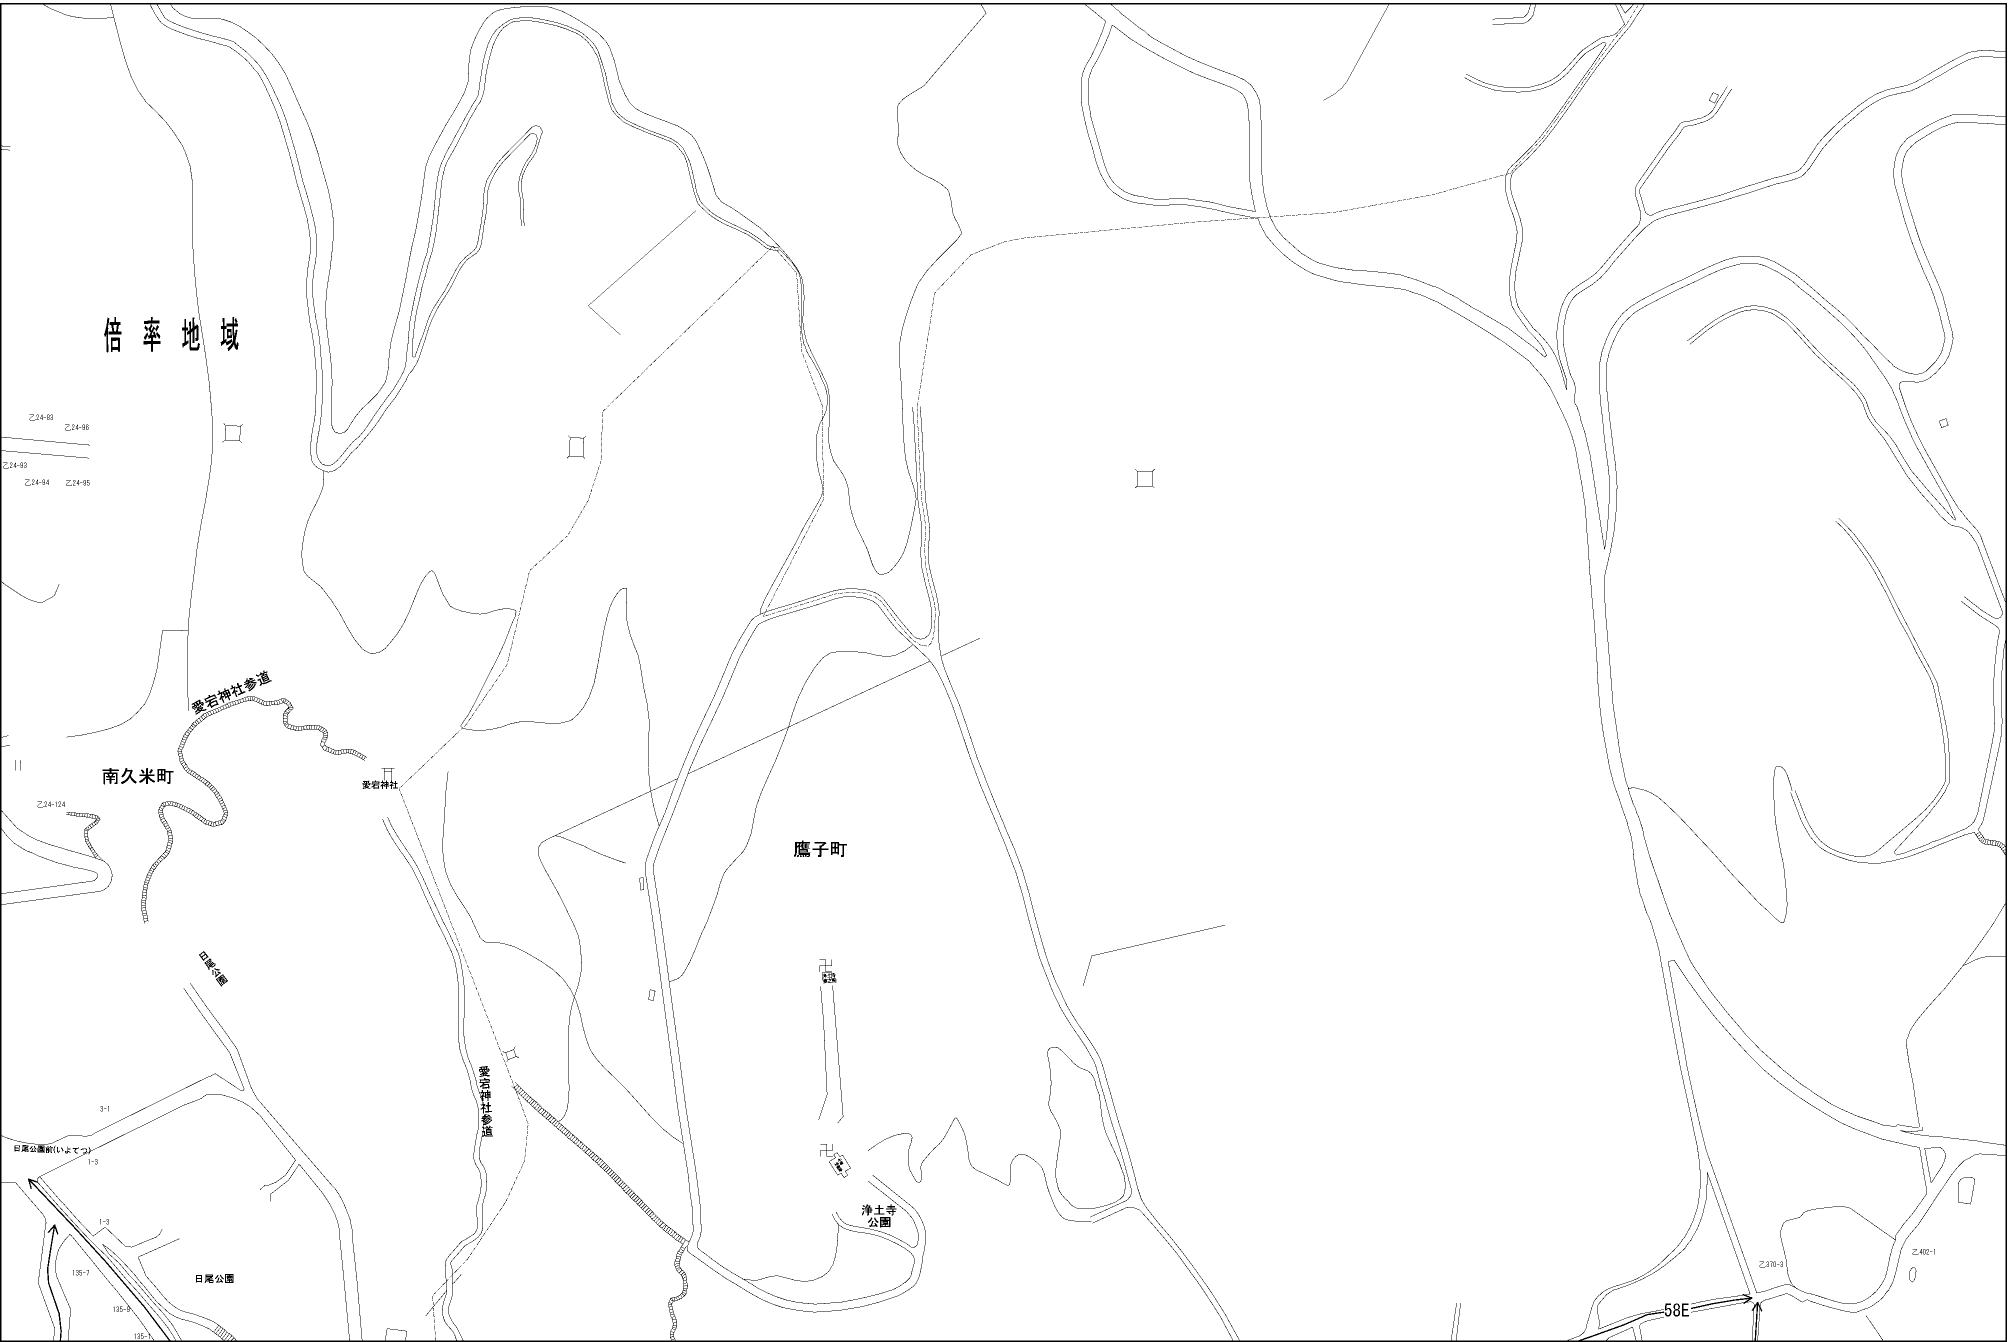 倍率地域
乙24-83
乙24-96
乙24-93
乙24-94
乙24-95
愛宕神社参道
南久米町
愛宕神社
乙24-124
鷹子町
日尾公園
愛宕神社参道
3-1
日尾公園前(いよてつ)
1-3
1-3
浄土寺
公園
135-7
日尾公園
135-9
135-1
乙402-1
乙370-3
58E